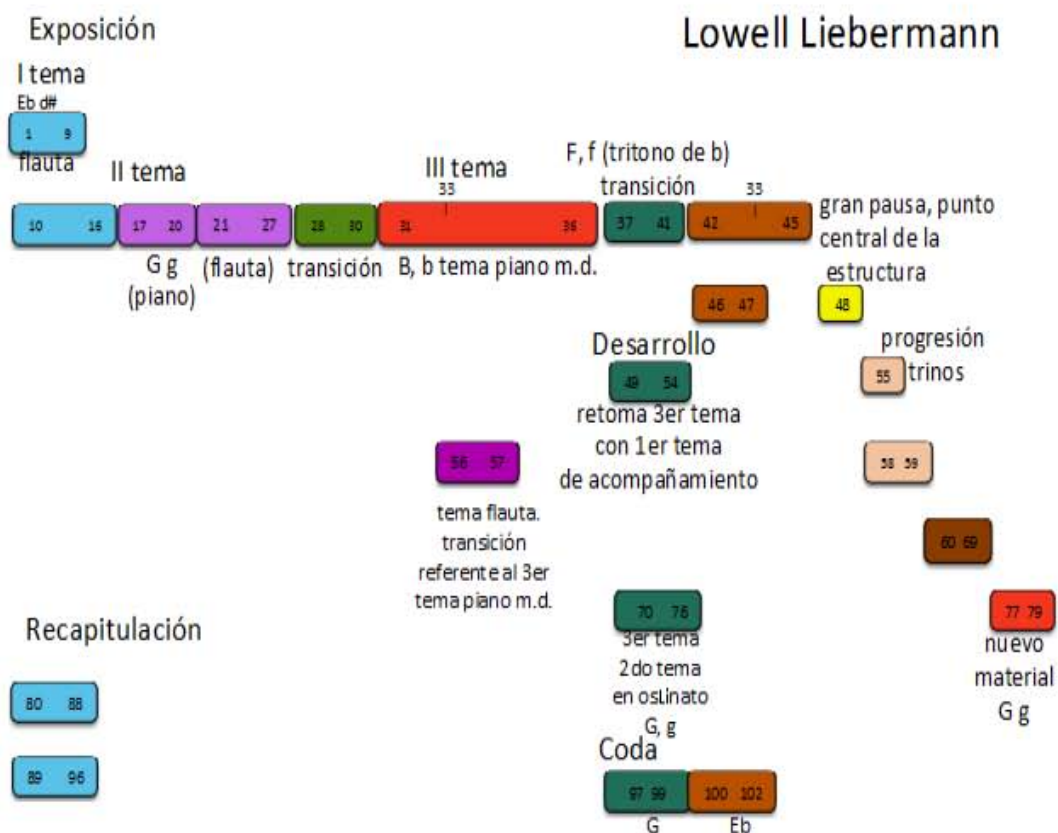 Exposición
Lowell Liebermann
I tema
Eb d#
1 9
flauta
II tema
III tema
33
F, f (tritono de b)
transición
33
10 16
17 20
21 27
28 30
31 36
37 41
42 45
gran pausa, punto
central de la
estructura
G g
(piano)
(flauta)
transición
B, b tema piano m.d.
46 47
48
Desarrollo
progresión
trinos
49 54
55
retoma 3er tema
con 1er tema
de acompañamiento
56 57
58 59
tema flauta.
transición
referente al 3er
tema piano m.d.
60 69
Recapitulación
70 76
77 79
3er tema
2do tema
en ostinato
G, g
nuevo
material
G g
80 88
Coda
89 96
97 99
100 102
G
Eb